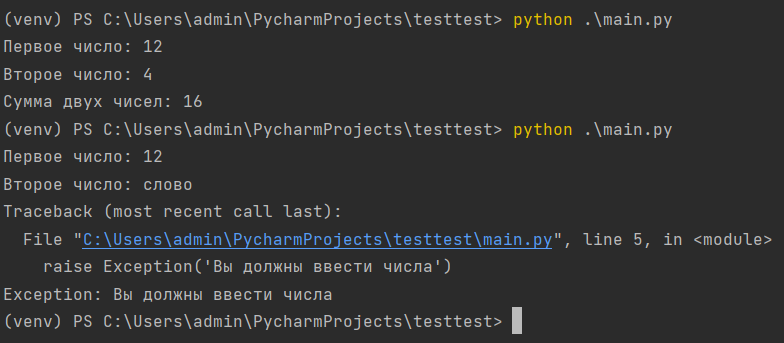 (venv) PS C:\Users\admin\PycharmProjects\testtest> python .\main.py
Первое число: 12
Второе число: 4
Сумма двух чисел: 16
(venv) PS C:\Users\admin\PycharmProjects\testtest> python .\main.py
Первое число: 12
Второе число: слово
Traceback (most recent call last):
  File "C:\Users\admin\PycharmProjects\testtest\main.py", line 5, in <module>
    raise Exception('Вы должны ввести числа')
Exception: Вы должны ввести числа
(venv) PS C:\Users\admin\PycharmProjects\testtest>